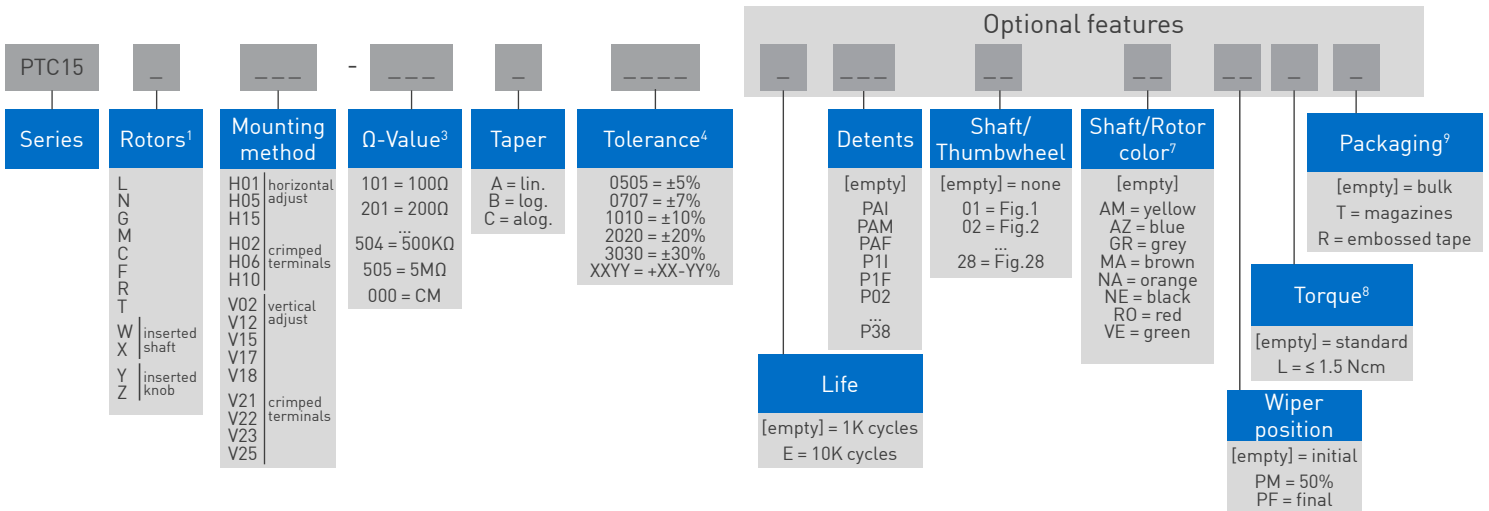 Optional features
PTC15 _ _ _ _ - _ _ _ _ _ _ _ _ _ _ _ _ _ _ _ _ _ _ _ _
Series
Rotors¹
L
N
G
M
C
F
R
T
W
X
inserted
shaft
Y
Z
inserted
knob
Mounting
method
H01
H05
H15
horizontal
adjust
H02
H06
H10
crimped
terminals
V02
V12
V15
V17
V18
vertical
adjust
V21
V22
V23
V25
crimped
terminals
Ω-Value³
101 = 100Ω
201 = 200Ω
...
504 = 500KΩ
505 = 5MΩ
000 = CM
Taper
A = lin.
B = log.
C = alog.
Tolerance⁴
0505 = ±5%
0707 = ±7%
1010 = ±10%
2020 = ±20%
3030 = ±30%
XXYY = +XX-YY%
Life
[empty] = 1K cycles
E = 10K cycles
Detents
[empty]
PAI
PAM
PAF
P1I
P1F
P02
...
P38
Shaft/
Thumbwheel
[empty] = none
01 = Fig.1
02 = Fig.2
...
28 = Fig.28
Shaft/Rotor
color⁷
[empty]
AM = yellow
AZ = blue
GR = grey
MA = brown
NA = orange
NE = black
RO = red
VE = green
Wiper
position
[empty] = initial
PM = 50%
PF = final
Torque⁸
[empty] = standard
L = ≤ 1.5 Ncm
Packaging⁹
[empty] = bulk
T = magazines
R = embossed tape